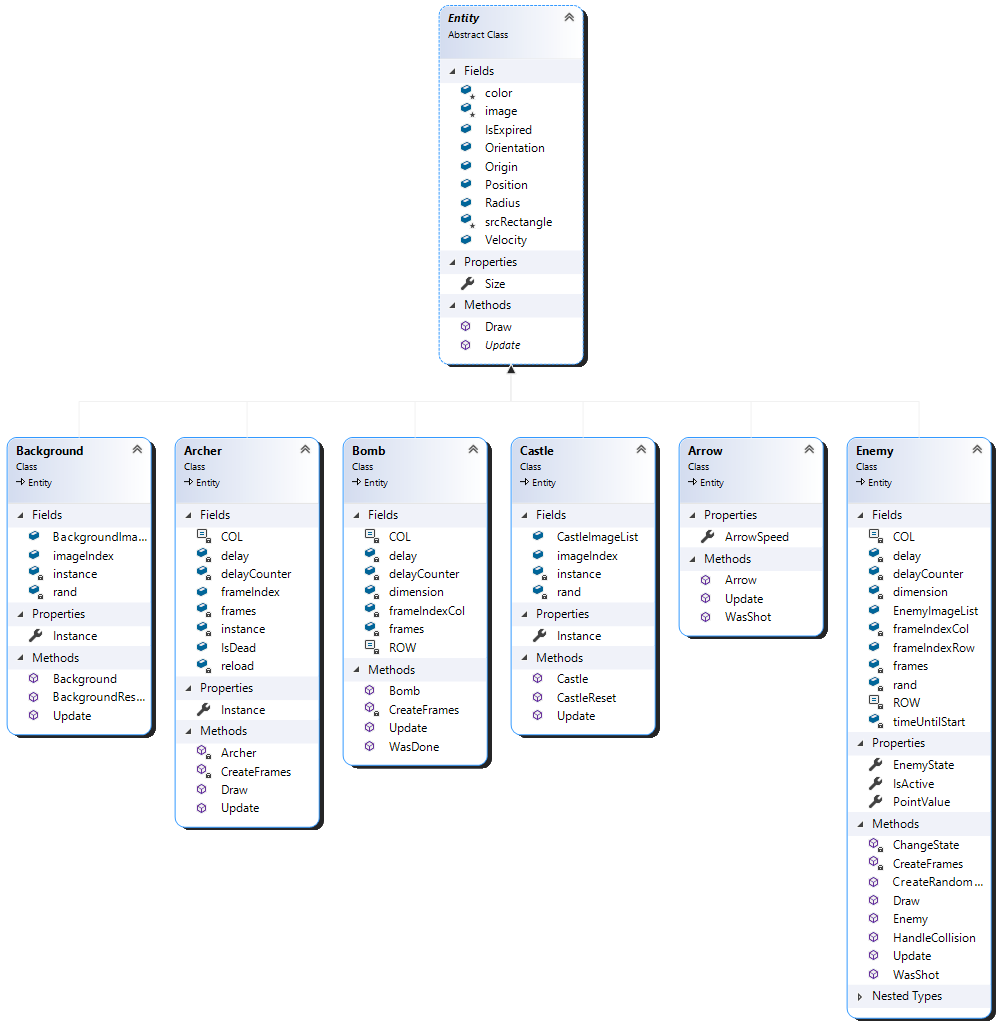 Entity
Abstract Class
Fields
color
image
IsExpired
Orientation
Origin
Position
Radius
srcRectangle
Velocity
Properties
Size
Methods
Draw
Update
Background
Class
Entity
Fields
BackgroundIma...
imageIndex
instance
rand
Properties
Instance
Methods
Background
BackgroundRes...
Update
Archer
Class
Entity
Fields
COL
delay
delayCounter
frameIndex
frames
instance
IsDead
reload
Properties
Instance
Methods
Archer
CreateFrames
Draw
Update
Bomb
Class
Entity
Fields
COL
delay
delayCounter
dimension
frameIndexCol
frames
ROW
Methods
Bomb
CreateFrames
Update
WasDone
Castle
Class
Entity
Fields
CastleImageList
imageIndex
instance
rand
Properties
Instance
Methods
Castle
CastleReset
Update
Arrow
Class
Entity
Properties
ArrowSpeed
Methods
Arrow
Update
WasShot
Enemy
Class
Entity
Fields
COL
delay
delayCounter
dimension
EnemyImageList
frameIndexCol
frameIndexRow
frames
rand
ROW
timeUntilStart
Properties
EnemyState
IsActive
PointValue
Methods
ChangeState
CreateFrames
CreateRandom...
Draw
Enemy
HandleCollision
Update
WasShot
Nested Types